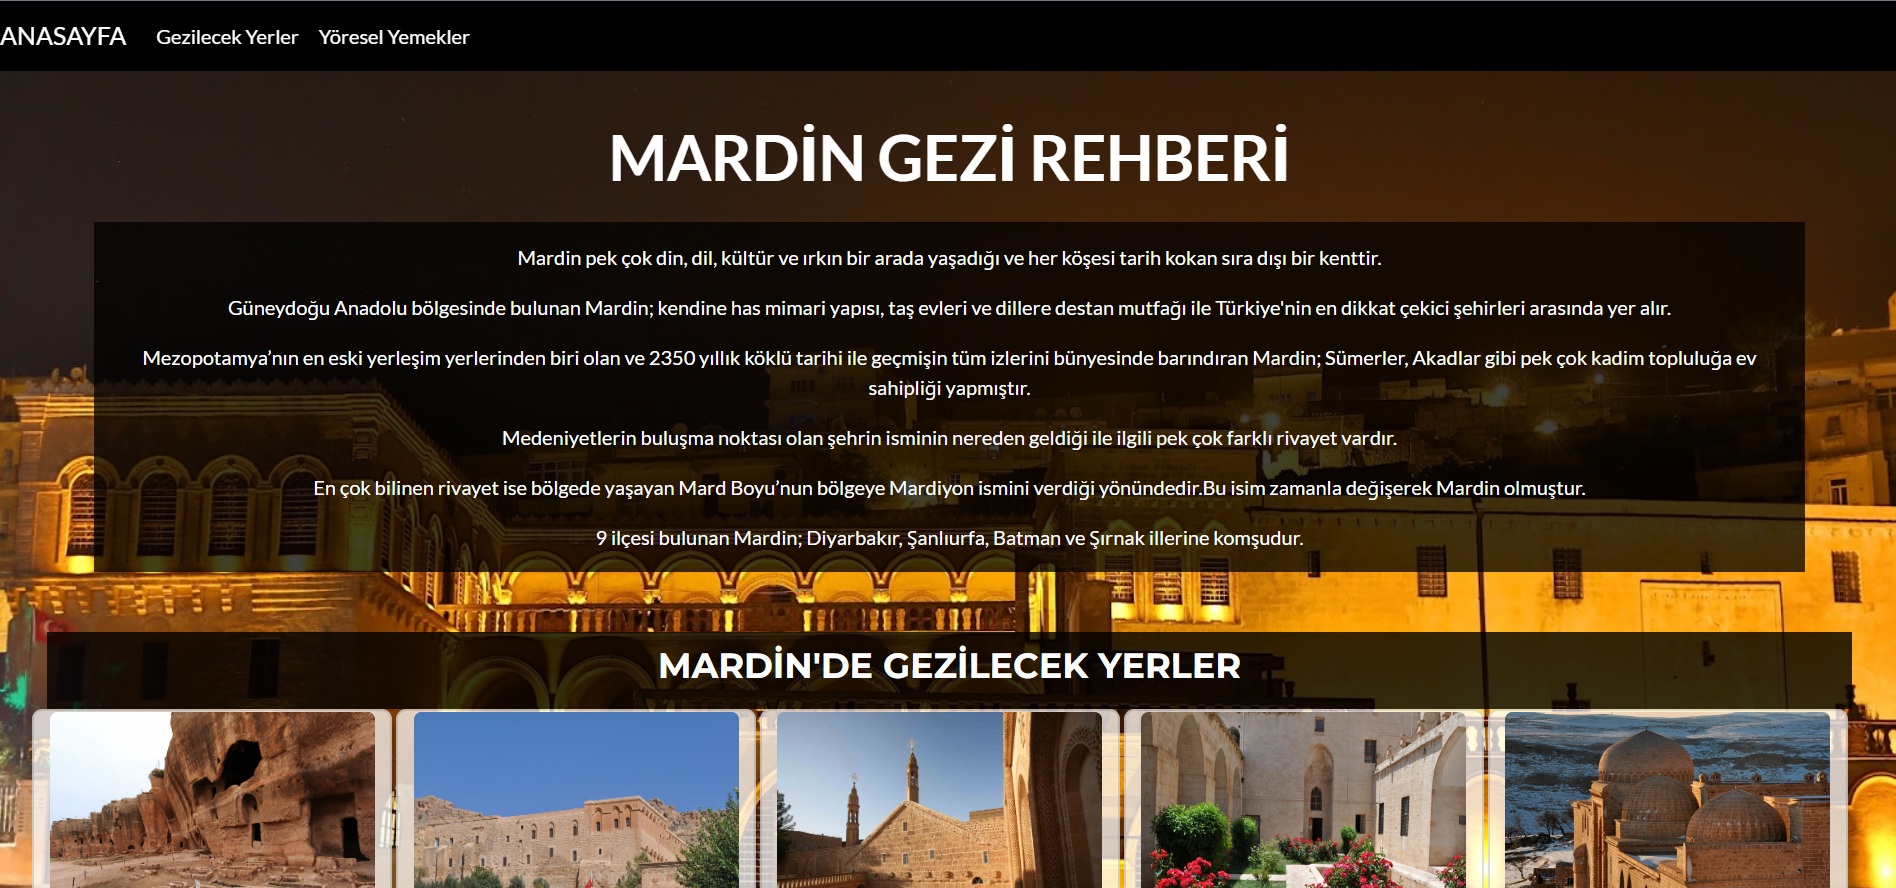 ANASAYFA Gezilecek Yerler Yöresel Yemekler
MARDİN GEZİ REHBERİ
Mardin pek çok din, dil, kültür ve ırkın bir arada yaşadığı ve her köşesi tarih kokan sıra dışı bir kenttir.
Güneydoğu Anadolu bölgesinde bulunan Mardin; kendine has mimari yapısı, taş evleri ve dillere destan mutfağı ile Türkiye'nin en dikkat çekici şehirleri arasında yer alır.
Mezopotamya’nın en eski yerleşim yerlerinden biri olan ve 2350 yıllık köklü tarihi ile geçmişin tüm izlerini bünyesinde barındıran Mardin; Sümerler, Akadlar gibi pek çok kadim topluluğa ev
sahipliği yapmıştır.
Medeniyetlerin buluşma noktası olan şehrin isminin nereden geldiği ile ilgili pek çok farklı rivayet vardır.
En çok bilinen rivayet ise bölgede yaşayan Mard Boyu’nun bölgeye Mardiyon ismini verdiği yönündedir.Bu isim zamanla değişerek Mardin olmuştur.
9 ilçesi bulunan Mardin; Diyarbakır, Şanlıurfa, Batman ve Şırnak illerine komşudur.
MARDİN'DE GEZİLECEK YERLER